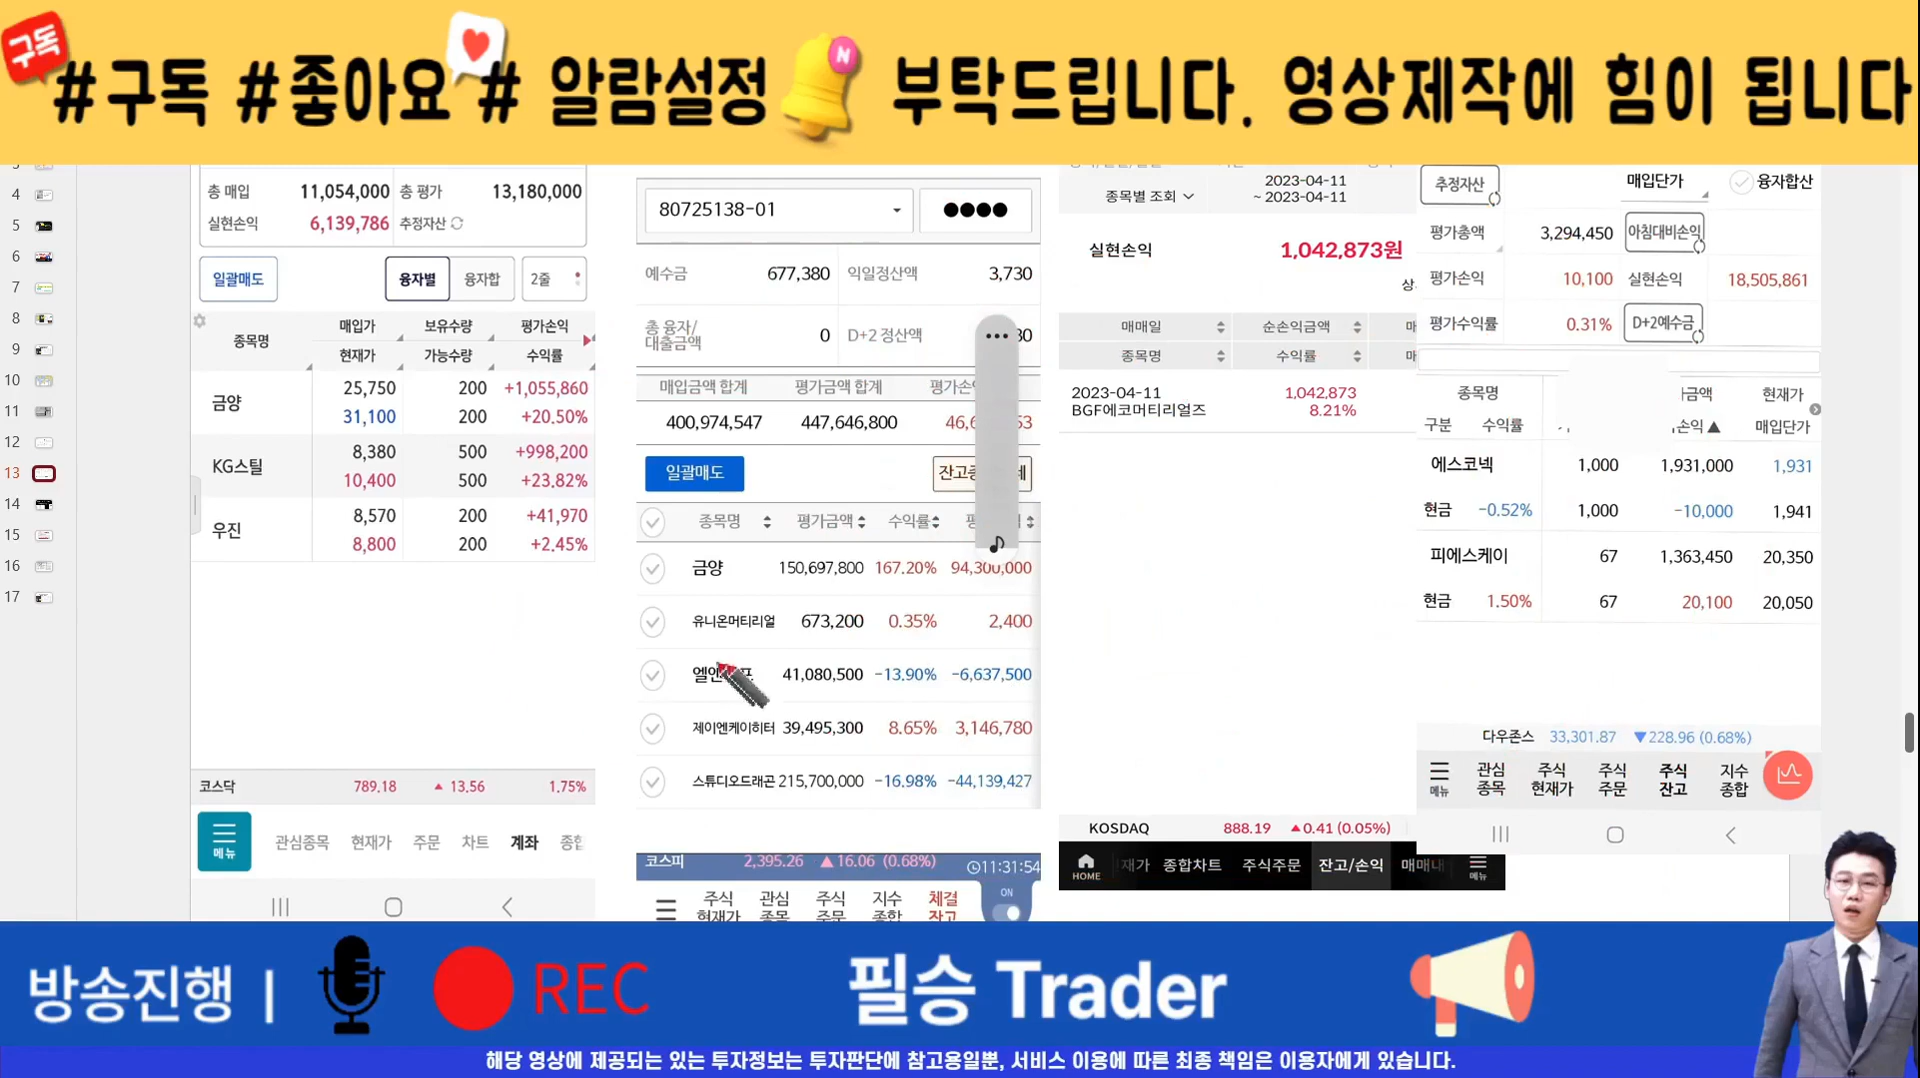 구독
#구독 #좋아요 # 알람설정 부탁드립니다. 영상제작에 힘이 됩니다
N
4
5
6
7
8
9
10
11
12
13
14
15
16
17
총 매입 11,054,000 총 평가 13,180,000
실현손익 6,139,786 추정자산
일괄매도 융자별 융자합 2줄
종목명 매입가 보유수량 평가손익
현재가 가능수량 수익률
금양 25,750 200 +1,055,860
31,100 200 +20.50%
KG스틸 8,380 500 +998,200
10,400 500 +23.82%
우진 8,570 200 +41,970
8,800 200 +2.45%
코스닥 789.18 ▲ 13.56 1.75%
메뉴 관심종목 현재가 주문 차트 계좌 종합
80725138-01 ●●●●
예수금 677,380 익일정산액 3,730
총 융자/대출금액 0 D+2 정산액
매입금액 합계 평가금액 합계
400,974,547 447,646,800
일괄매도
종목명 평가금액 수익률
금양 150,697,800 167.20% 94,300,000
유니온머티리얼 673,200 0.35% 2,400
41,080,500 -13.90% -6,637,500
제이엔케이히터 39,495,300 8.65% 3,146,780
스튜디오드래곤 215,700,000 -16.98% -44,139,427
코스피 2,395.26 ▲ 16.06 (0.68%) 11:31:54
주식현재가 관심종목 주식주문 지수종합 체결잔고 ON
종목별 조회 2023-04-11
~ 2023-04-11
실현손익 1,042,873원
매매일 순손익금액
종목명 수익률
2023-04-11 1,042,873
BGF에코머티리얼즈 8.21%
KOSDAQ 888.19 ▲0.41 (0.05%)
HOME 재가 종합차트 주식주문 잔고/손익 매매내 메뉴
추정자산 매입단가 융자합산
평가총액 3,294,450 아침대비손익
평가손익 10,100 실현손익 18,505,861
평가수익률 0.31% D+2예수금
종목명 금액 현재가
구분 수익률 손익▲ 매입단가
에스코넥 1,000 1,931,000 1,931
현금 -0.52% 1,000 -10,000 1,941
피에스케이 67 1,363,450 20,350
현금 1.50% 67 20,100 20,050
다우존스 33,301.87 ▼228.96 (0.68%)
메뉴 관심종목 주식현재가 주식주문 주식잔고 지수종합
방송진행 | REC 필승 Trader
해당 영상에 제공되는 있는 투자정보는 투자판단에 참고용일뿐, 서비스 이용에 따른 최종 책임은 이용자에게 있습니다.